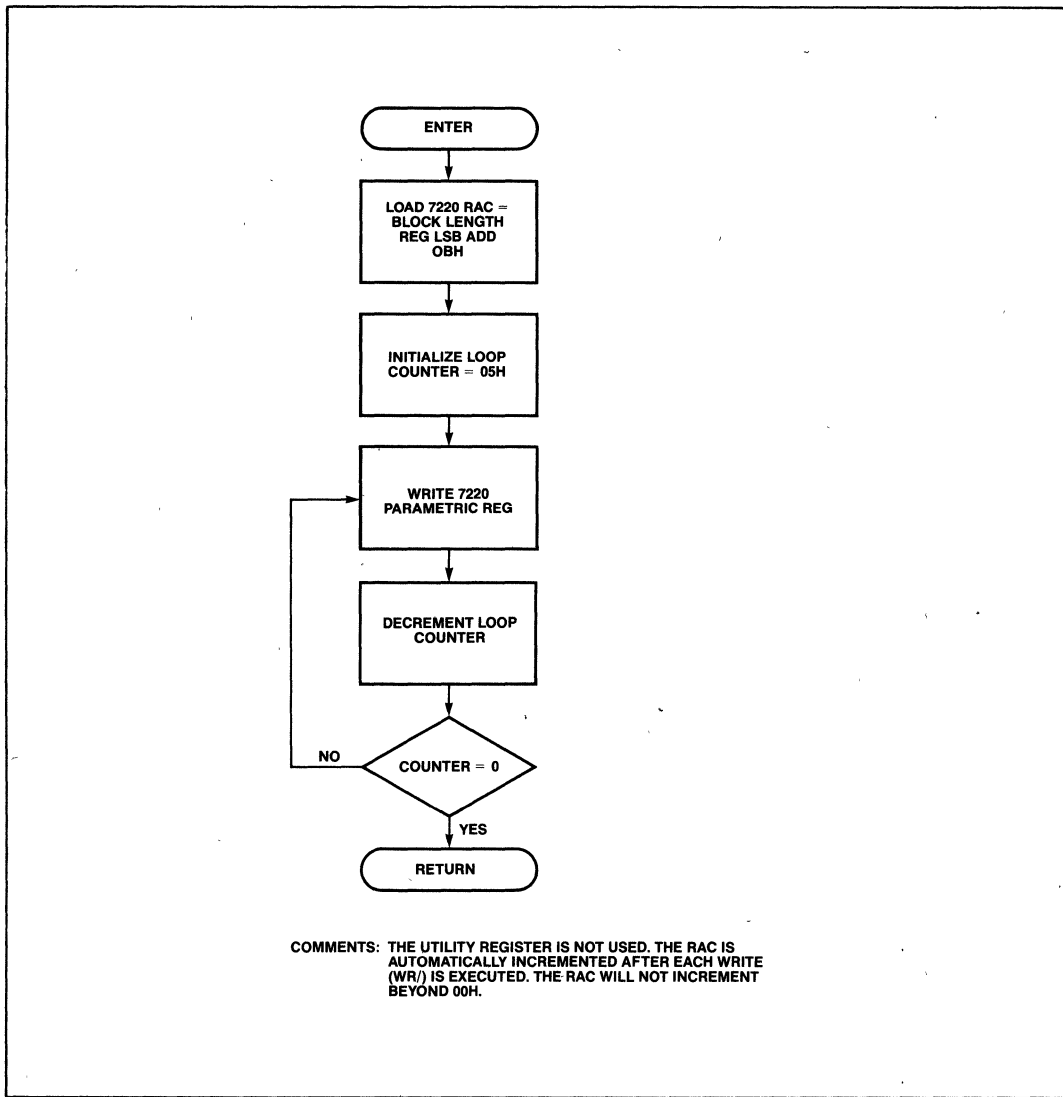 ENTER
LOAD 7220 RAC =
BLOCK LENGTH
REG LSB ADD
OBH
INITIALIZE LOOP
COUNTER = 05H
WRITE 7220
PARAMETRIC REG
DECREMENT LOOP
COUNTER
NO
COUNTER = 0
YES
RETURN
COMMENTS: THE UTILITY REGISTER IS NOT USED. THE RAC IS
AUTOMATICALLY INCREMENTED AFTER EACH WRITE
(WR/) IS EXECUTED. THE RAC WILL NOT INCREMENT
BEYOND 00H.